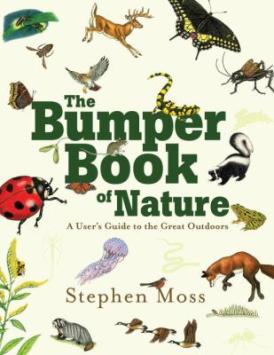 The
Bumper
Book
of Nature
A User's Guide to the Great Outdoors
Stephen Moss